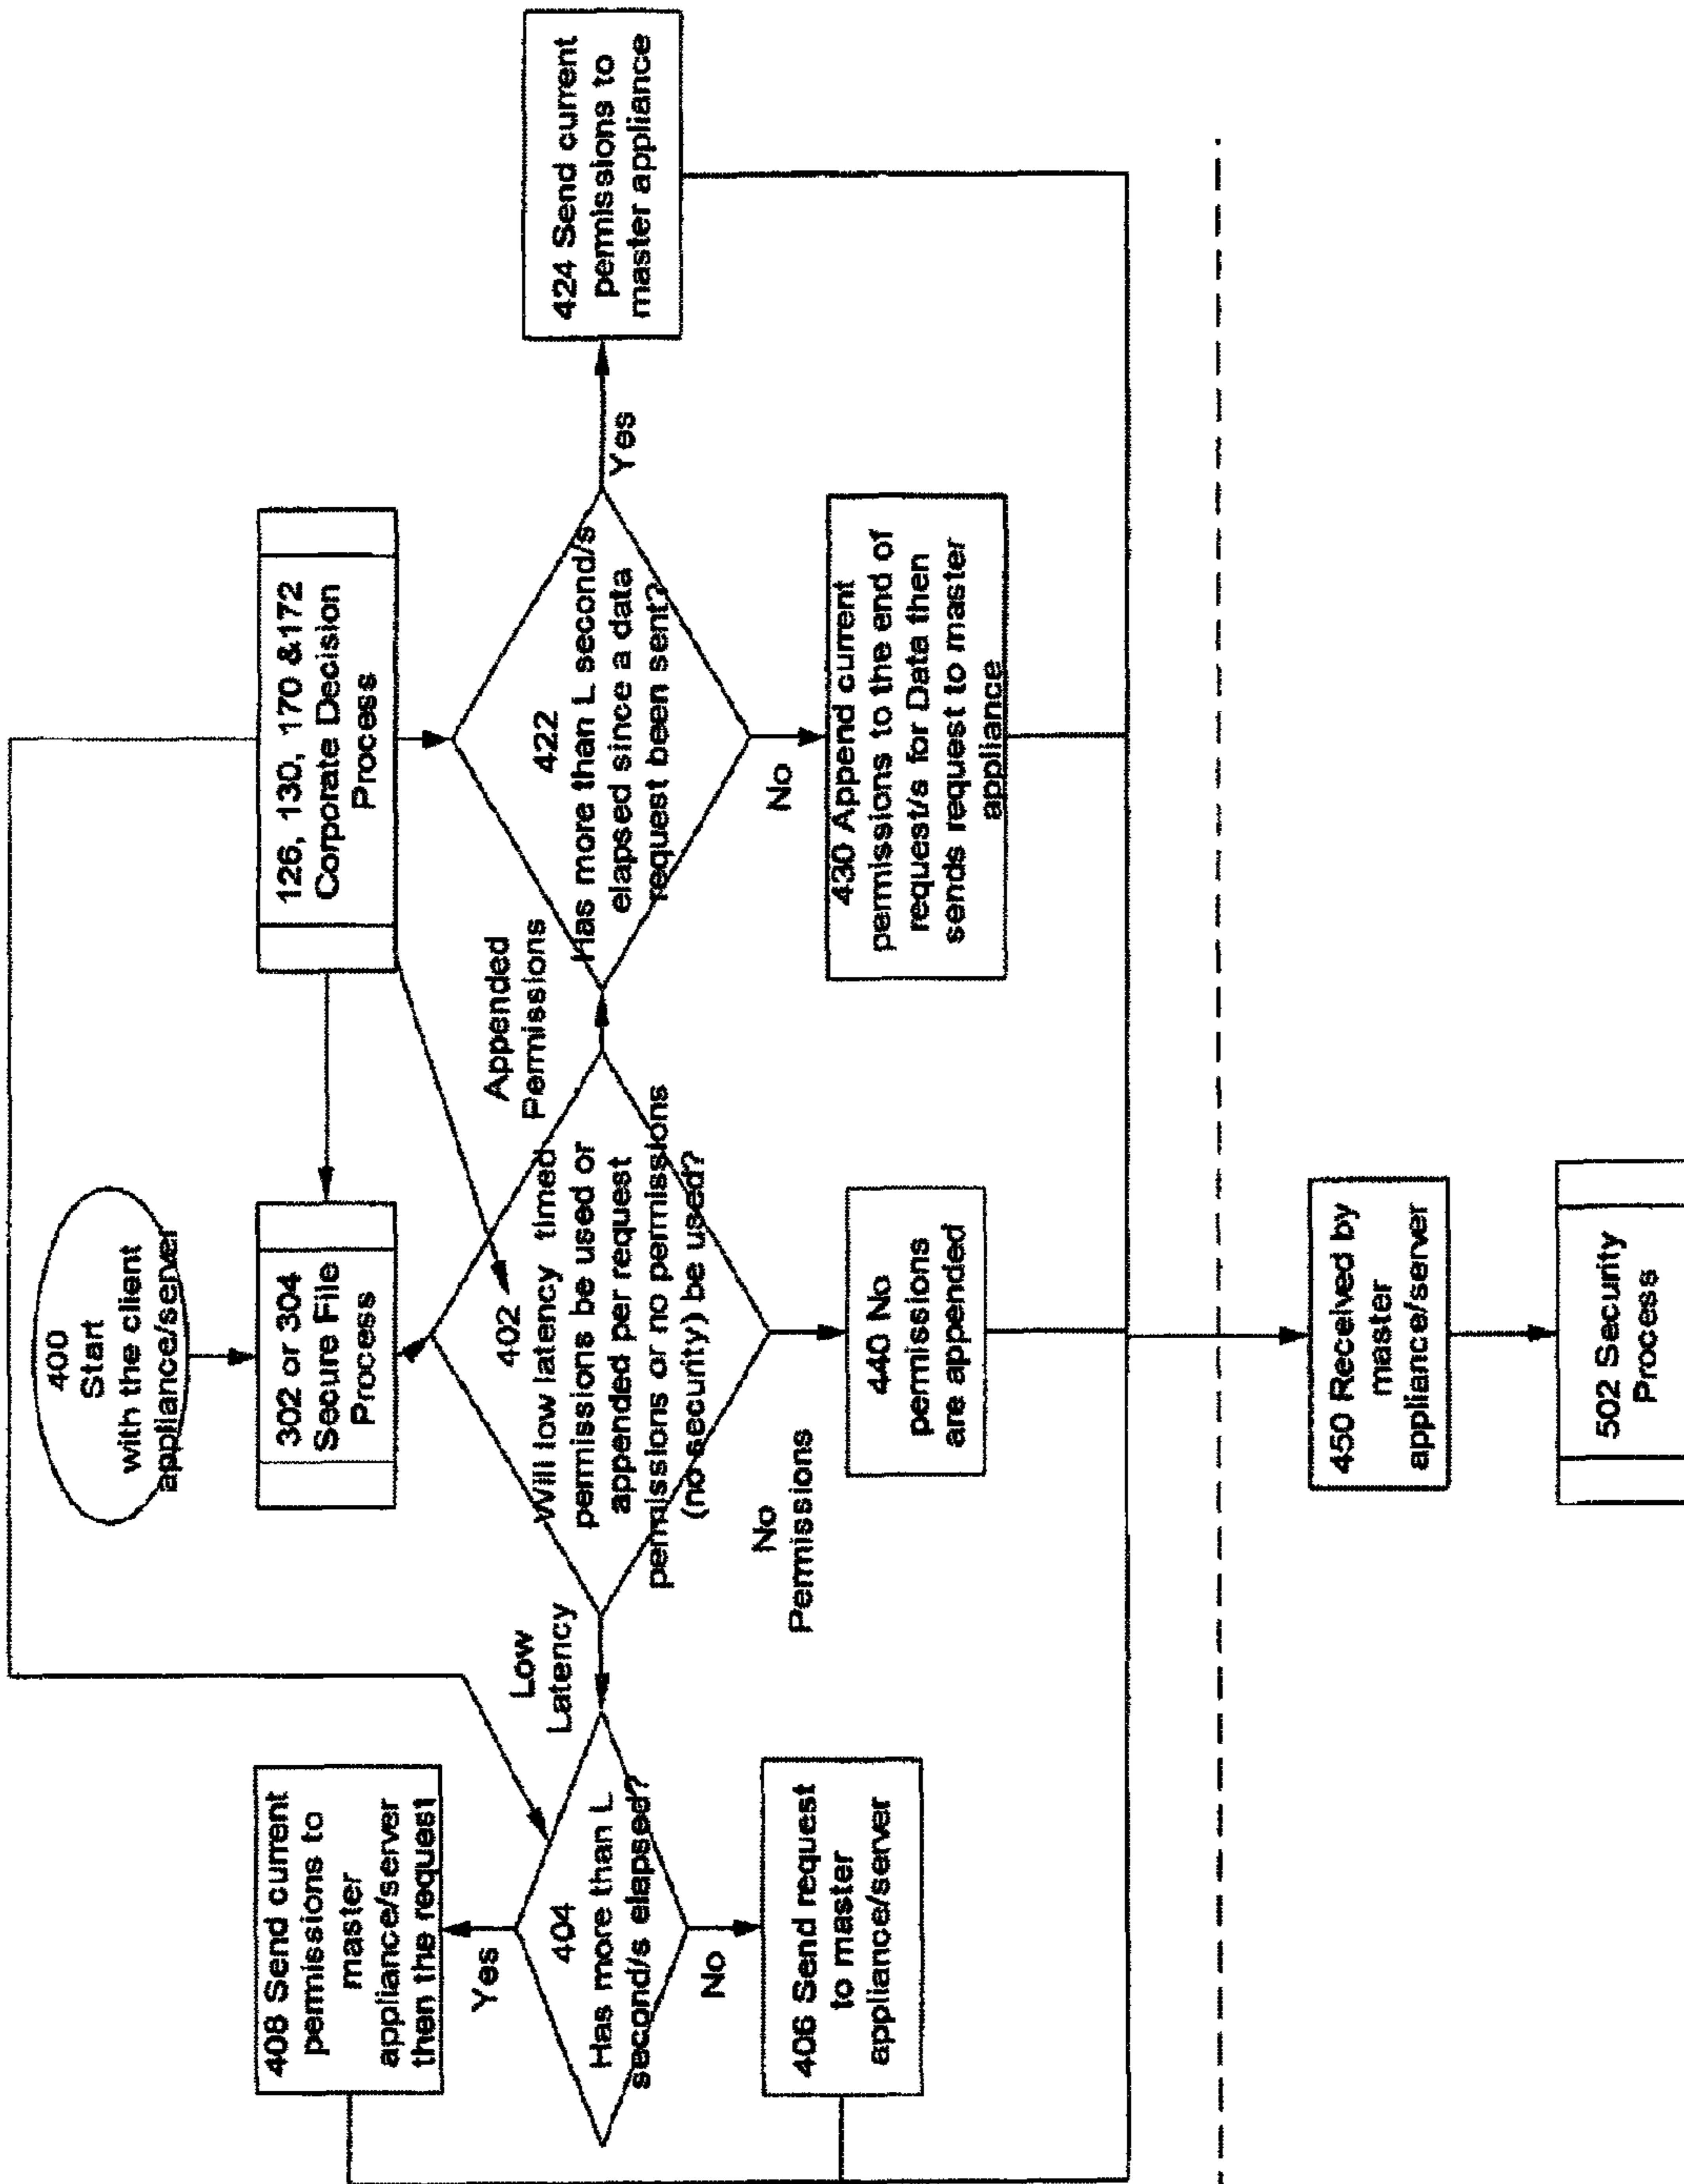 400
Start
with the client
appliance/server
126, 130, 170 &172
Corporate Decision
Process
302 or 304
Secure File
Process
408 Send current
permissions to
master
appliance/server
then the request
Yes
404
Has more than L
second/s elapsed?
No
406 Send request
to master
appliance/server
Low
Latency
402
Will low latency timed
permissions be used or
appended per request
permissions or no permissions
(no security) be used?
No
Permissions
440 No
permissions
are appended
Appended
Permissions
422
Has more than L second/s
elapsed since a data
request been sent?
Yes
424 Send current
permissions to
master appliance
No
430 Append current
permissions to the end of
request/s for Data then
sends request to master
appliance
450 Received by
master
appliance/server
502 Security
Process